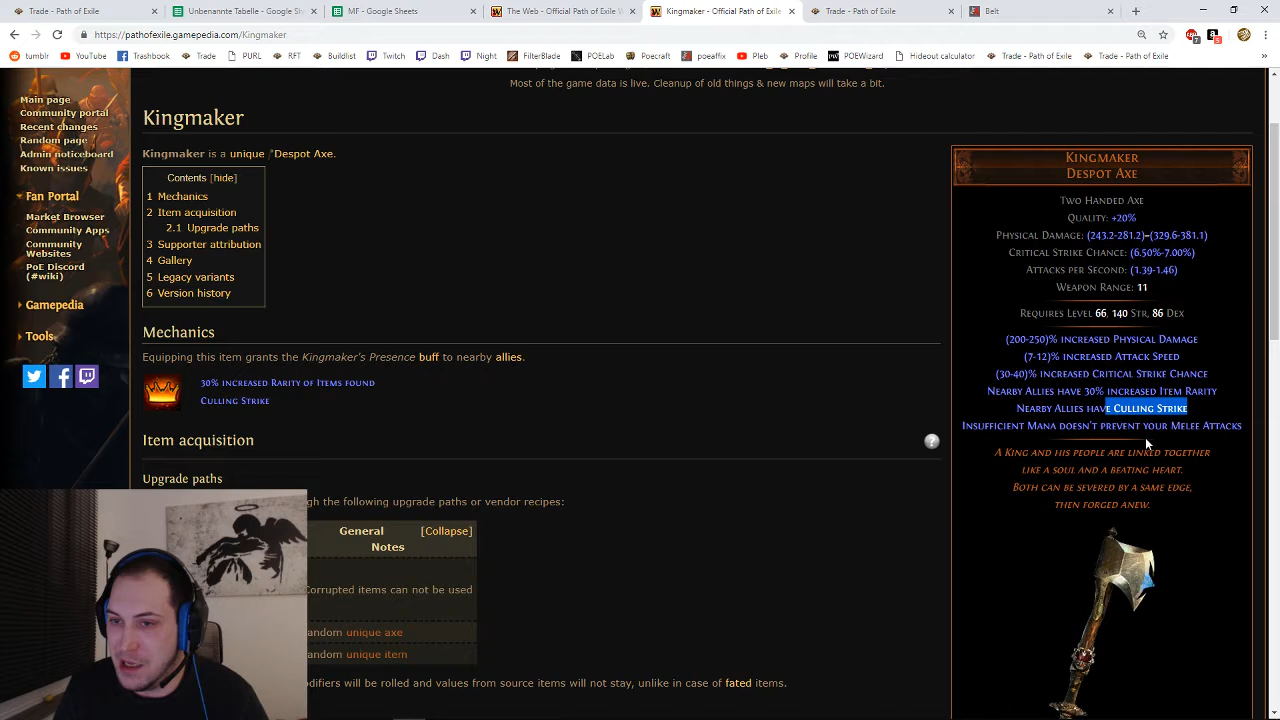 Trade - Path of Exile
MF - Google Sheets
The Web - Official Path of Exile W
Kingmaker - Official Path of Exile
Trade - Path of Exile
Belt
https://pathofexile.gamepedia.com/Kingmaker
tumblr
YouTube
Frashbook
Trade
PURL
RFT
Buildlist
Twitch
Dash
Night
FilterBlade
POELab
Poecraft
poeaffix
Pleb
Profile
POEWizard
Hideout calculator
Trade - Path of Exile
Trade - Path of Exile
Most of the game data is live. Cleanup of old things & new maps will take a bit.
Main page
Community portal
Recent changes
Random page
Admin noticeboard
Known issues
Fan Portal
Market Browser
Community Apps
Community
Websites
PoE Discord
(#wiki)
Gamepedia
Tools
Kingmaker
Kingmaker is a unique Despot Axe.
Contents [hide]
1 Mechanics
2 Item acquisition
2.1 Upgrade paths
3 Supporter attribution
4 Gallery
5 Legacy variants
6 Version history
Mechanics
Equipping this item grants the Kingmaker's Presence buff to nearby allies.
30% increased Rarity of Items found
Culling Strike
Item acquisition
?
Upgrade paths
gh the following upgrade paths or vendor recipes:
General
[Collapse]
Notes
Corrupted items can not be used
andom unique axe
andom unique item
odifiers will be rolled and values from source items will not stay, unlike in case of fated items.
Kingmaker
Despot Axe
Two Handed Axe
Quality: +20%
Physical Damage: (243.2-281.2)–(329.6-381.1)
Critical Strike Chance: (6.50%-7.00%)
Attacks per Second: (1.39-1.46)
Weapon Range: 11
Requires Level 66, 140 Str, 86 Dex
(200-250)% increased Physical Damage
(7-12)% increased Attack Speed
(30-40)% increased Critical Strike Chance
Nearby Allies have 30% increased Item Rarity
Nearby Allies have Culling Strike
Insufficient Mana doesn't prevent your Melee Attacks
A King and his people are linked together
like a soul and a beating heart.
Both can be severed by a same edge,
then forged anew.